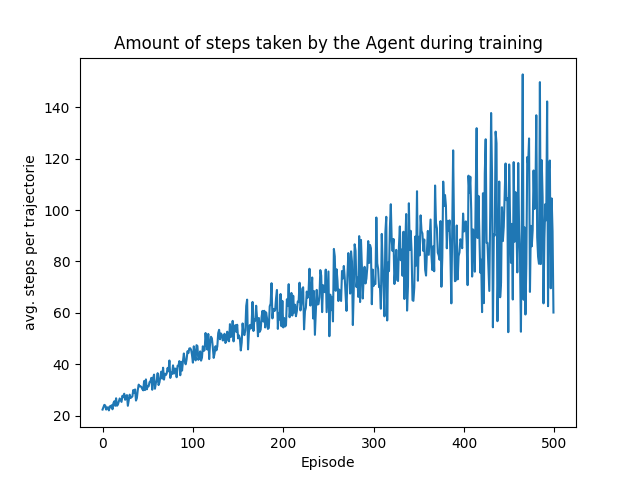 Amount of steps taken by the Agent during training
avg. steps per trajectorie
140
120
100
80
60
40
20
0 100 200 300 400 500
Episode